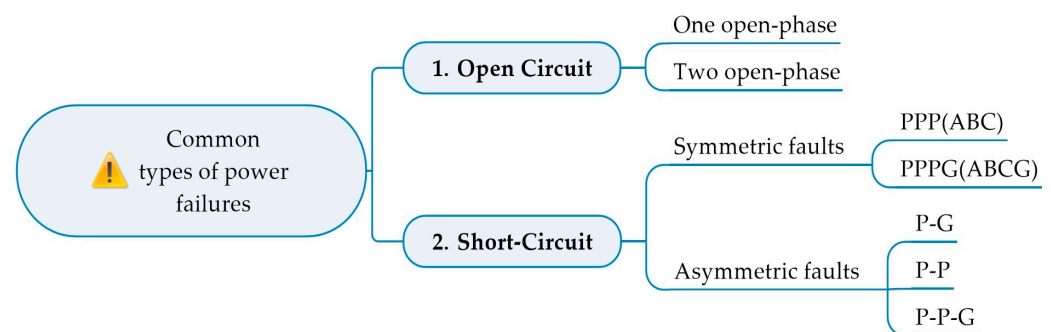 Common
types of power
failures
1. Open Circuit
One open-phase
Two open-phase
2. Short-Circuit
Symmetric faults
PPP(ABC)
PPPG(ABCG)
Asymmetric faults
P-G
P-P
P-P-G